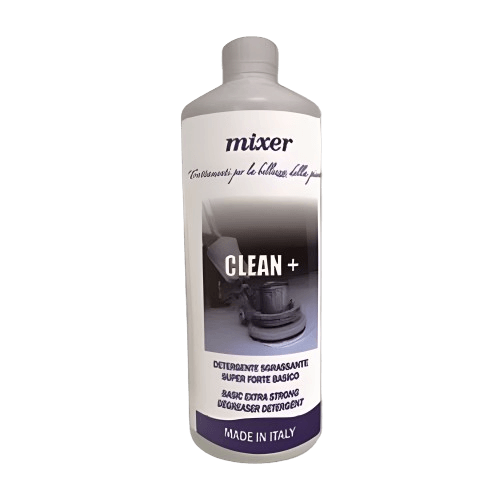 mixer
Trattamenti per la bellezza della
CLEAN +
DETERGENTE SGRASSANTE
SUPER FORTE BASICO
BASIC EXTRA STRONG
DEGREASER DETERGENT
MADE IN ITALY